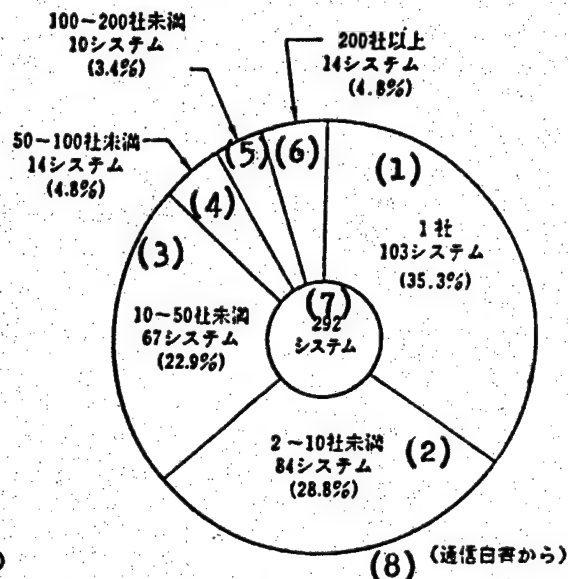 100~200社未満
10システム
(3.4%)
200社以上
14システム
(4.8%)
50~100社未満
14システム
(4.8%)
(5)
(6)
(1)
(4)
1社
103システム
(35.3%)
(3)
10~50社未満
67システム
(22.9%)
(7)
292
システム
2~10社未満
84システム
(28.8%)
(2)
)
(8) (通信白書から)